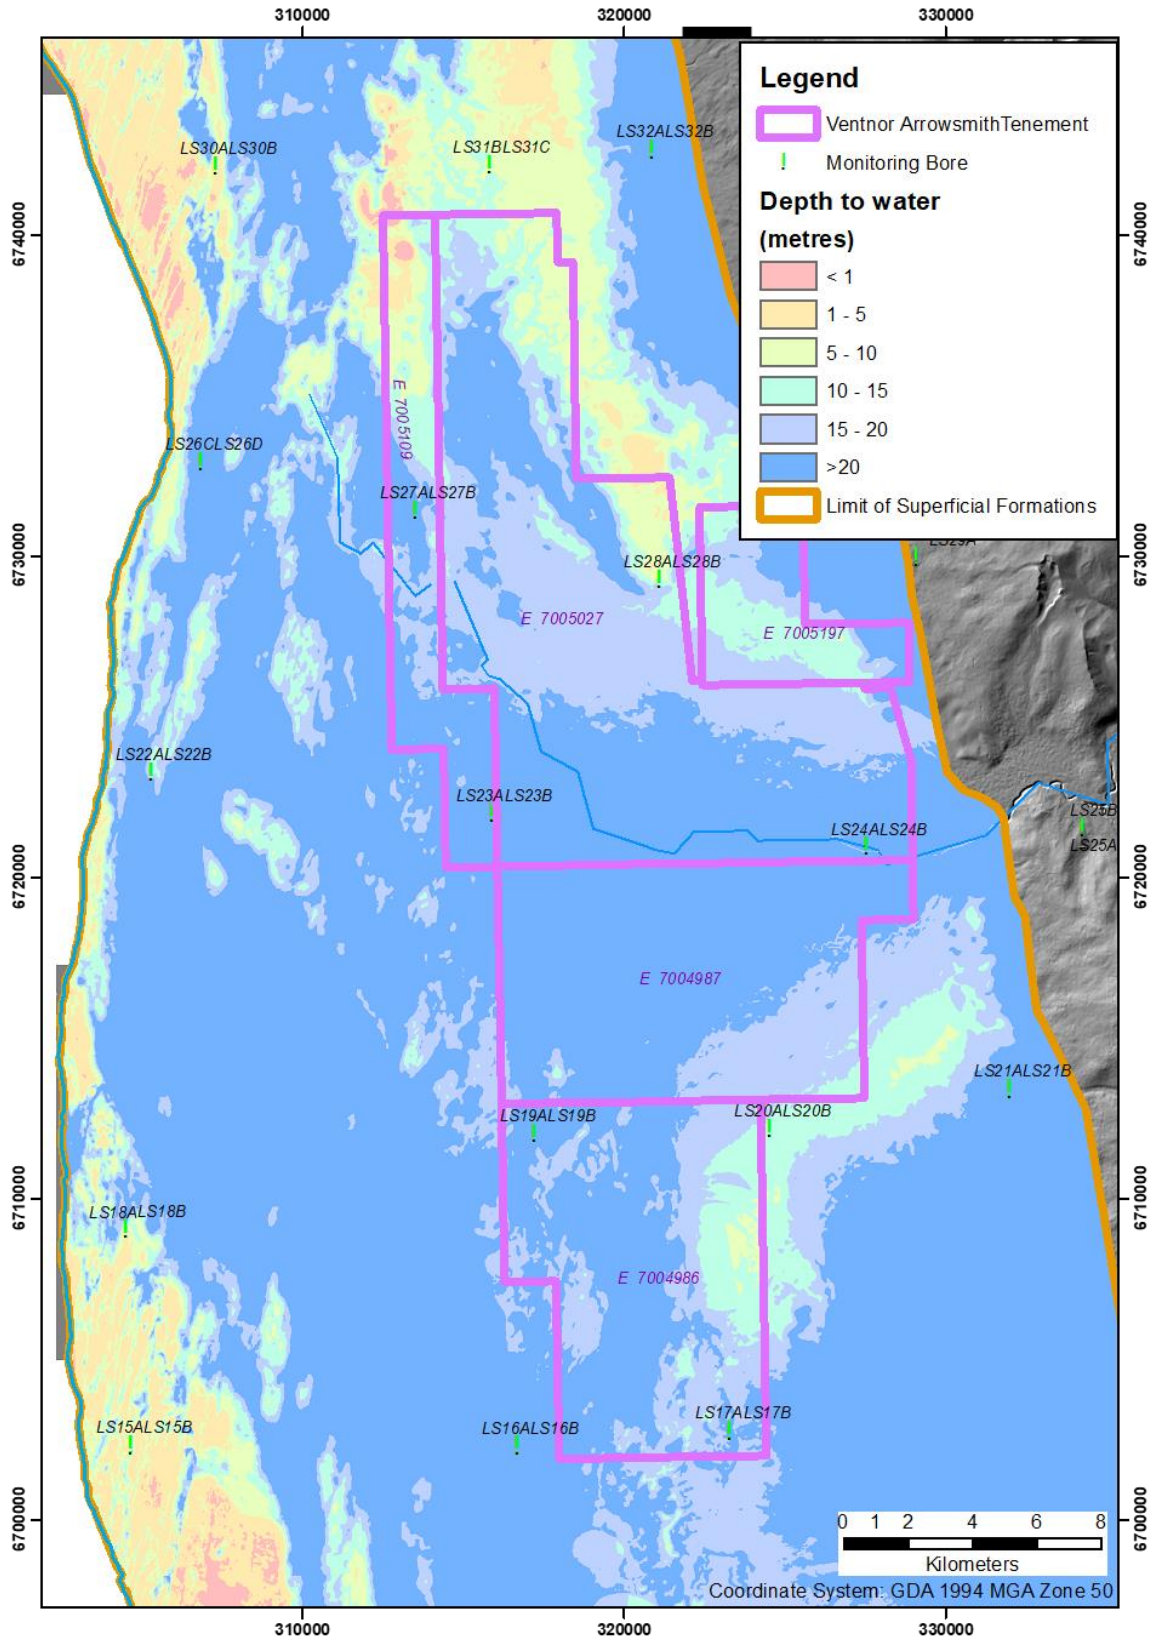 310000
320000
330000
Legend
Ventnor ArrowsmithTenement
Monitoring Bore
Depth to water
(metres)
< 1
1 - 5
5 - 10
10 - 15
15 - 20
>20
Limit of Superficial Formations
LS30ALS30B
LS31BLS31C
LS32ALS32B
6740000
6740000
E 7005109
LS26CLS26D
LS27ALS27B
LS28ALS28B
LS29A
6730000
6730000
E 7005027
E 7005197
LS22ALS22B
LS23ALS23B
LS24ALS24B
LS25B
LS25A
6720000
6720000
E 7004987
LS19ALS19B
LS20ALS20B
LS21ALS21B
6710000
6710000
LS18ALS18B
E 7004986
LS15ALS15B
LS16ALS16B
LS17ALS17B
6700000
6700000
0 1 2 4 6 8
Kilometers
Coordinate System: GDA 1994 MGA Zone 50
310000
320000
330000